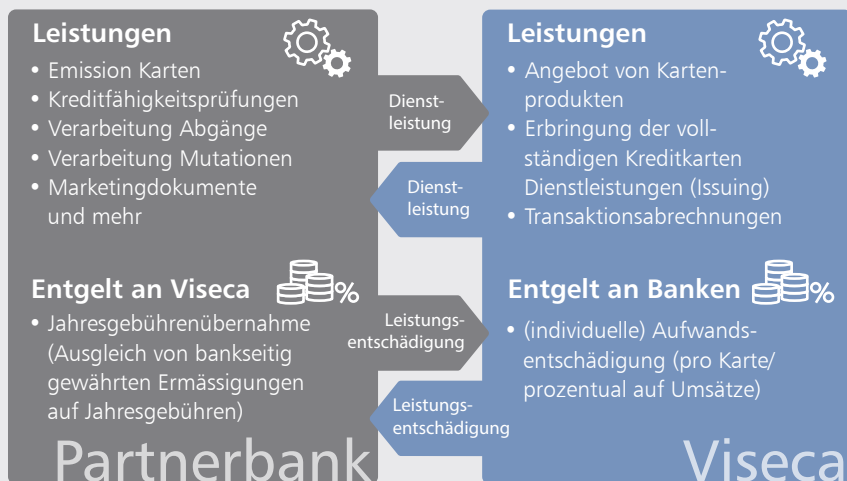 Leistungen
• Emission Karten
• Kreditfähigkeitsprüfungen
• Verarbeitung Abgänge
• Verarbeitung Mutationen
• Marketingdokumente
und mehr
Entgelt an Viseca
%
• Jahresgebührenübernahme
(Ausgleich von bankseitig
gewährten Ermässigungen
auf Jahresgebühren)
Partnerbank
Dienst-
leistung
Dienst-
leistung
Leistungs-
entschädigung
Leistungs-
entschädigung
Leistungen
• Angebot von Karten-
produkten
• Erbringung der voll-
ständigen Kreditkarten
Dienstleistungen (Issuing)
• Transaktionsabrechnungen
Entgelt an Banken
%
• (individuelle) Aufwands-
entschädigung (pro Karte/
prozentual auf Umsätze)
Viseca